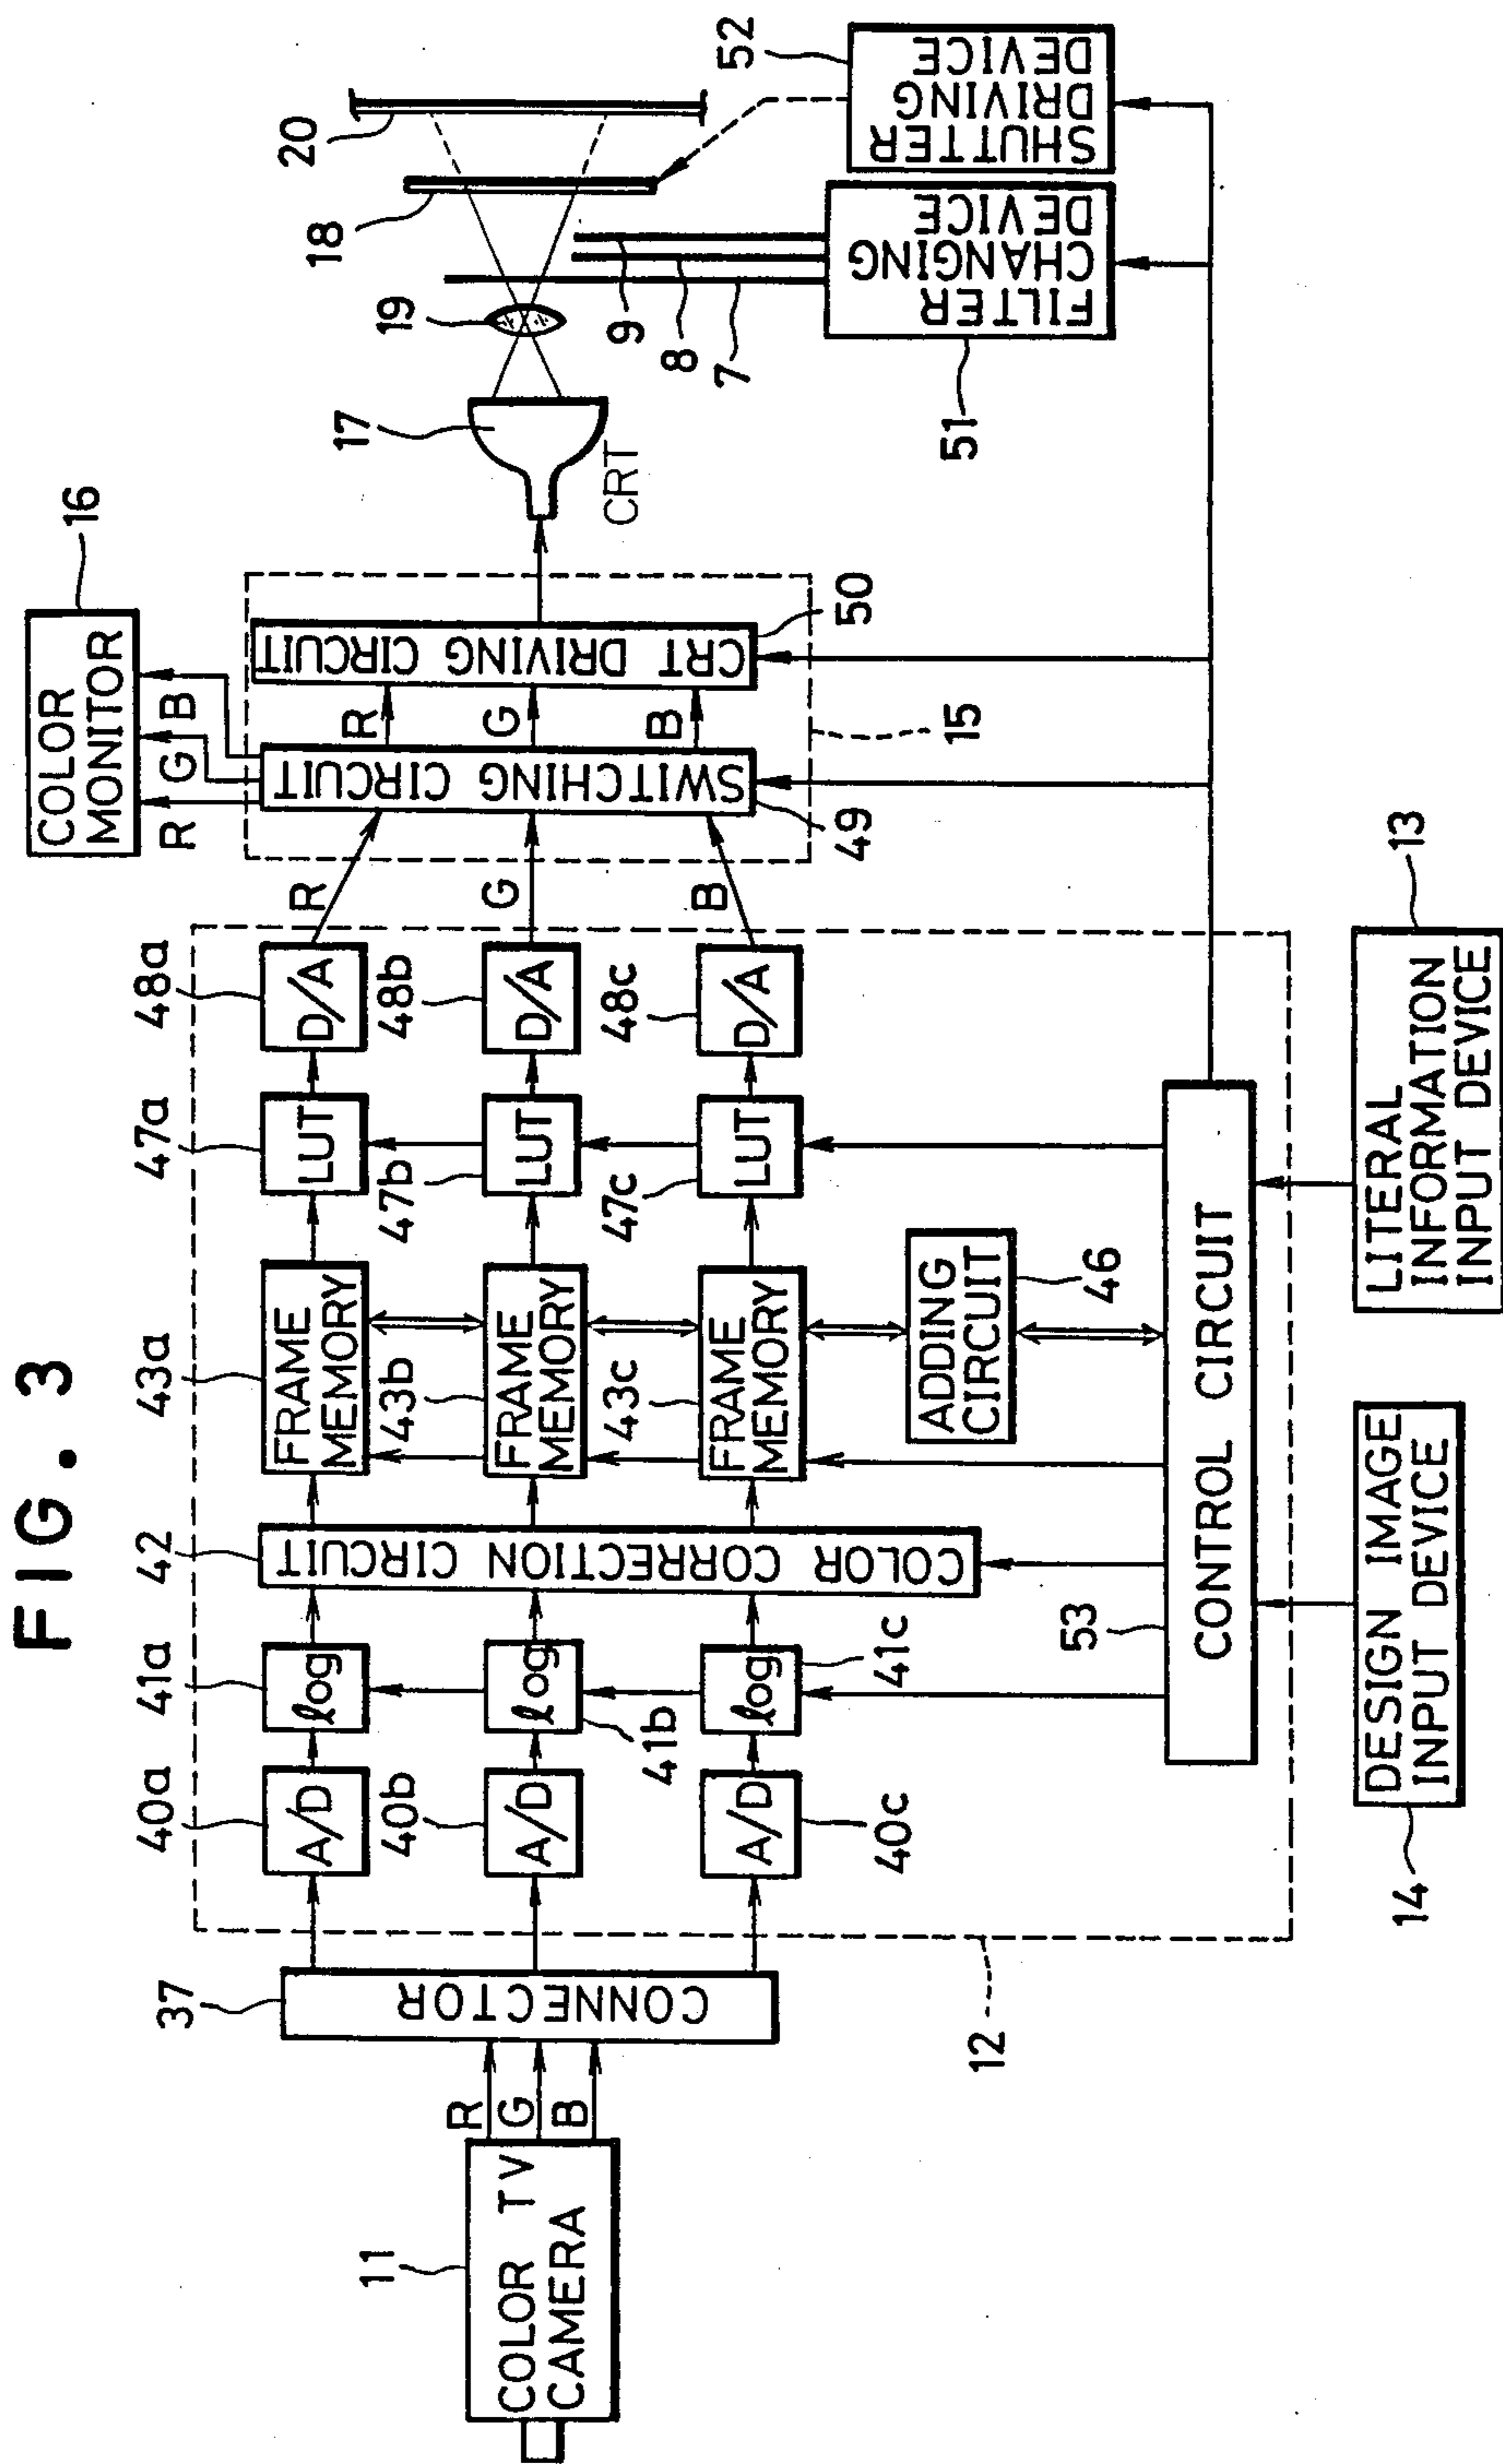 FIG. 3
11
COLOR TV
CAMERA
R
G
B
37
CONNECTOR
12
40a
A/D
40b
A/D
40c
A/D
41a
log
41b
log
41c
log
42
COLOR CORRECTION CIRCUIT
43a
FRAME
MEMORY
43b
FRAME
MEMORY
43c
FRAME
MEMORY
ADDING
CIRCUIT
46
47a
LUT
47b
LUT
47c
LUT
48a
D/A
48b
D/A
48c
D/A
R
G
B
53
CONTROL CIRCUIT
14
DESIGN IMAGE
INPUT DEVICE
13
LITERAL
INFORMATION
INPUT DEVICE
COLOR
MONITOR
16
R
G
B
SWITCHING CIRCUIT
49
R
G
B
CRT DRIVING CIRCUIT
50
15
17
CRT
19
18
20
9
8
7
FILTER
CHANGING
DEVICE
51
SHUTTER
DRIVING
DEVICE
52